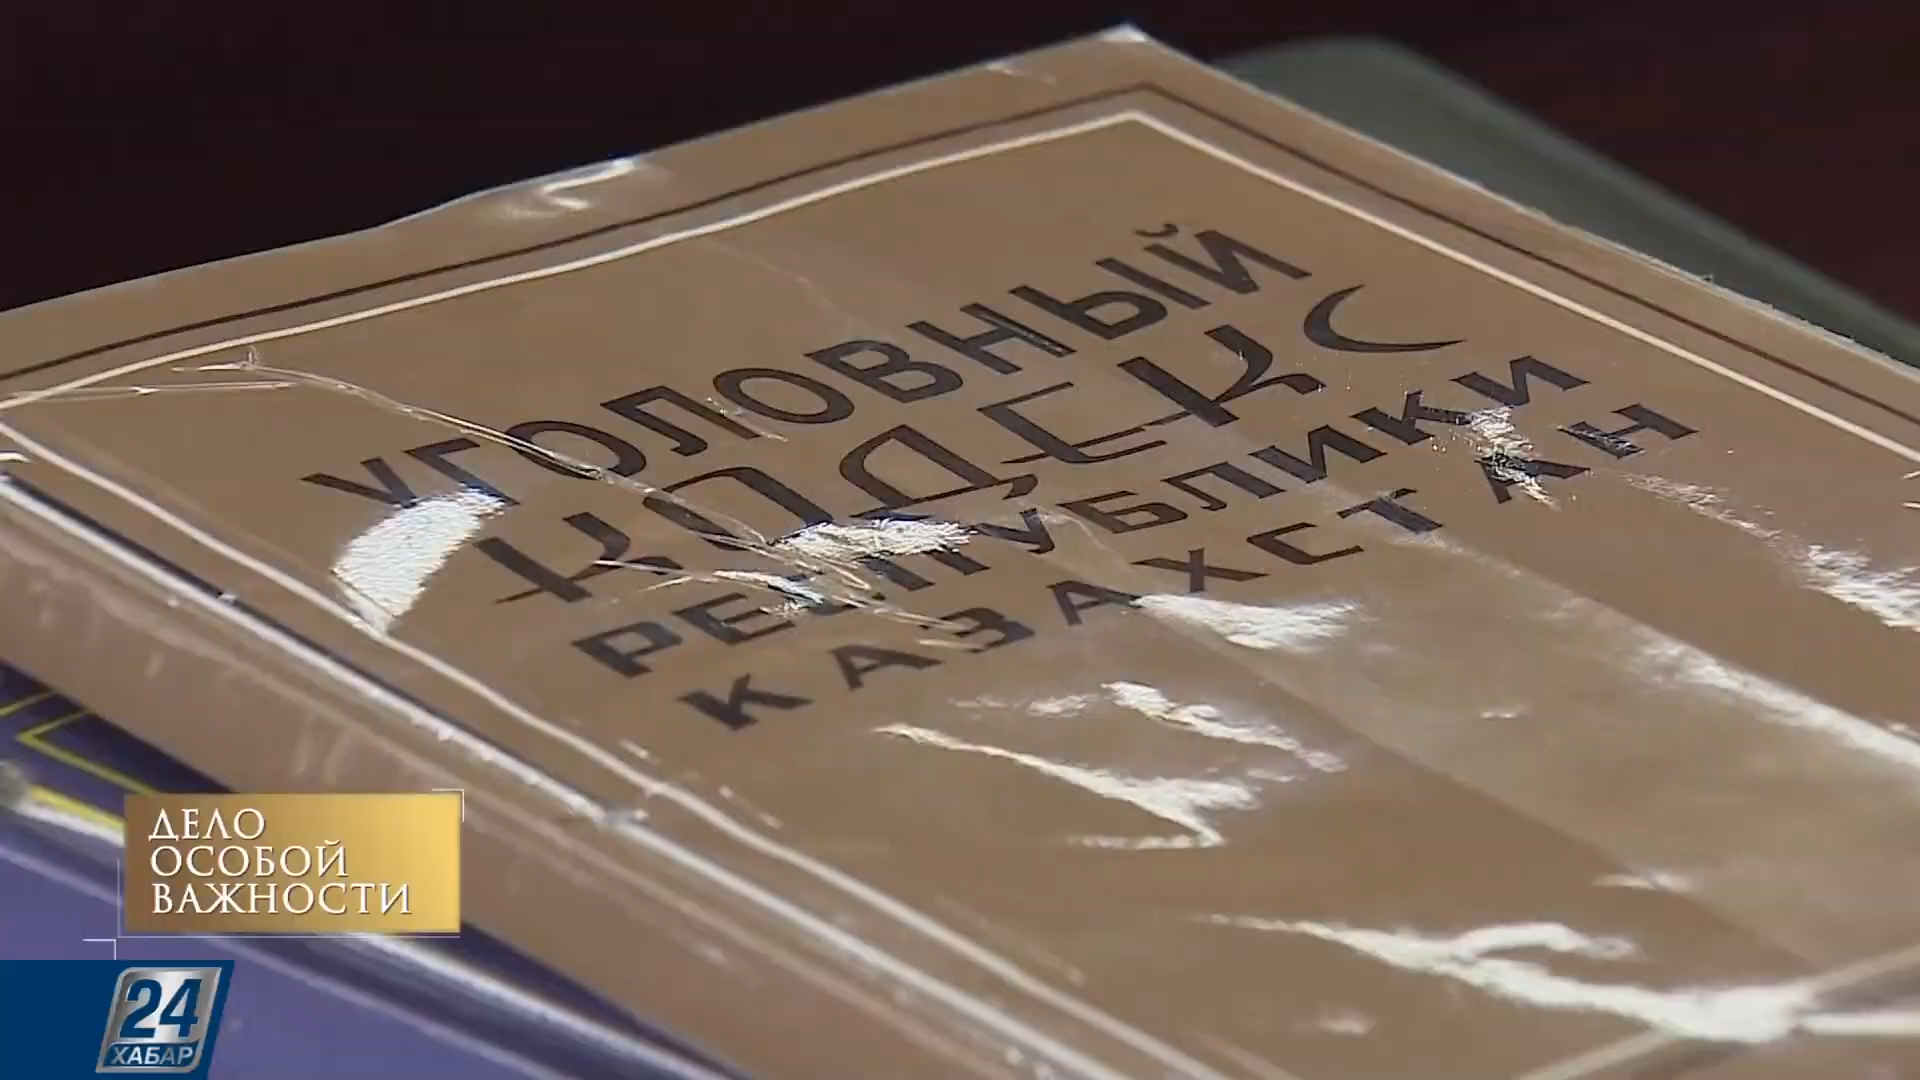 УГОЛОВНЫЙ
КОДЕКС
РЕСПУБЛИКИ
КАЗАХСТАН
ДЕЛО
ОСОБОЙ
ВАЖНОСТИ
24
ХАБАР